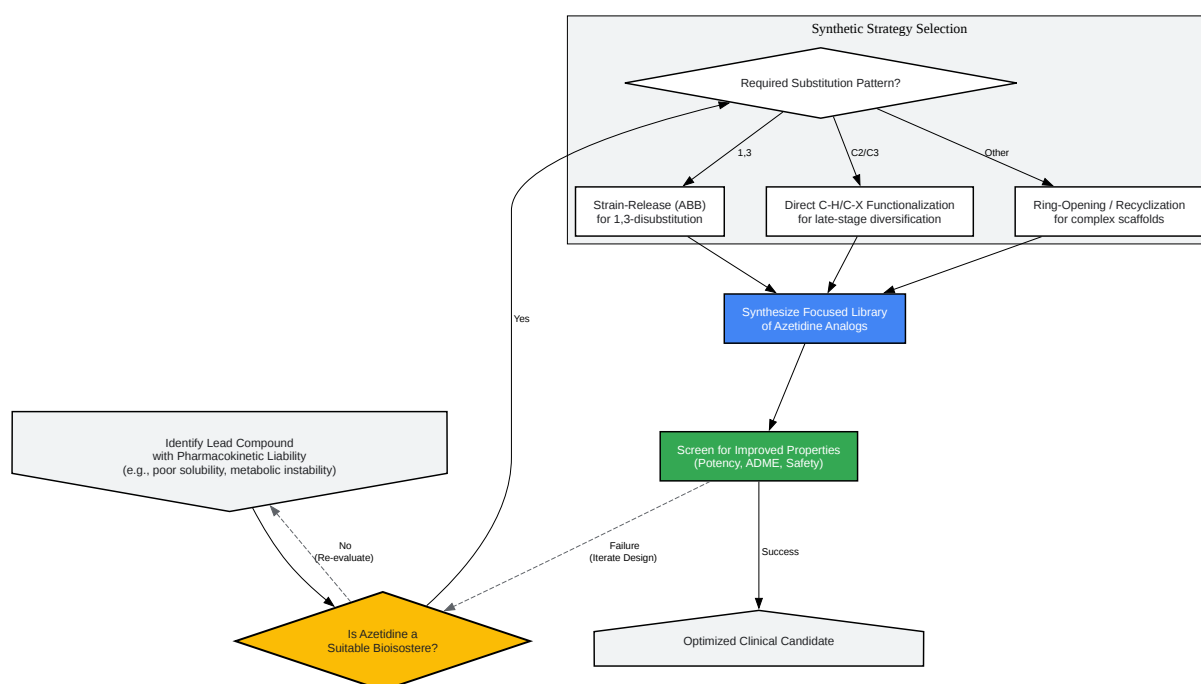 Synthetic Strategy Selection
Required Substitution Pattern?
1,3
C2/C3
Other
Strain-Release (ABB)
for 1,3-disubstitution
Direct C-H/C-X Functionalization
for late-stage diversification
Ring-Opening / Recyclization
for complex scaffolds
Synthesize Focused Library
of Azetidine Analogs
Yes
Identify Lead Compound
with Pharmacokinetic Liability
(e.g., poor solubility, metabolic instability)
Screen for Improved Properties
(Potency, ADME, Safety)
No
(Re-evaluate)
Failure
(Iterate Design)
Success
Is Azetidine a
Suitable Bioisostere?
Optimized Clinical Candidate